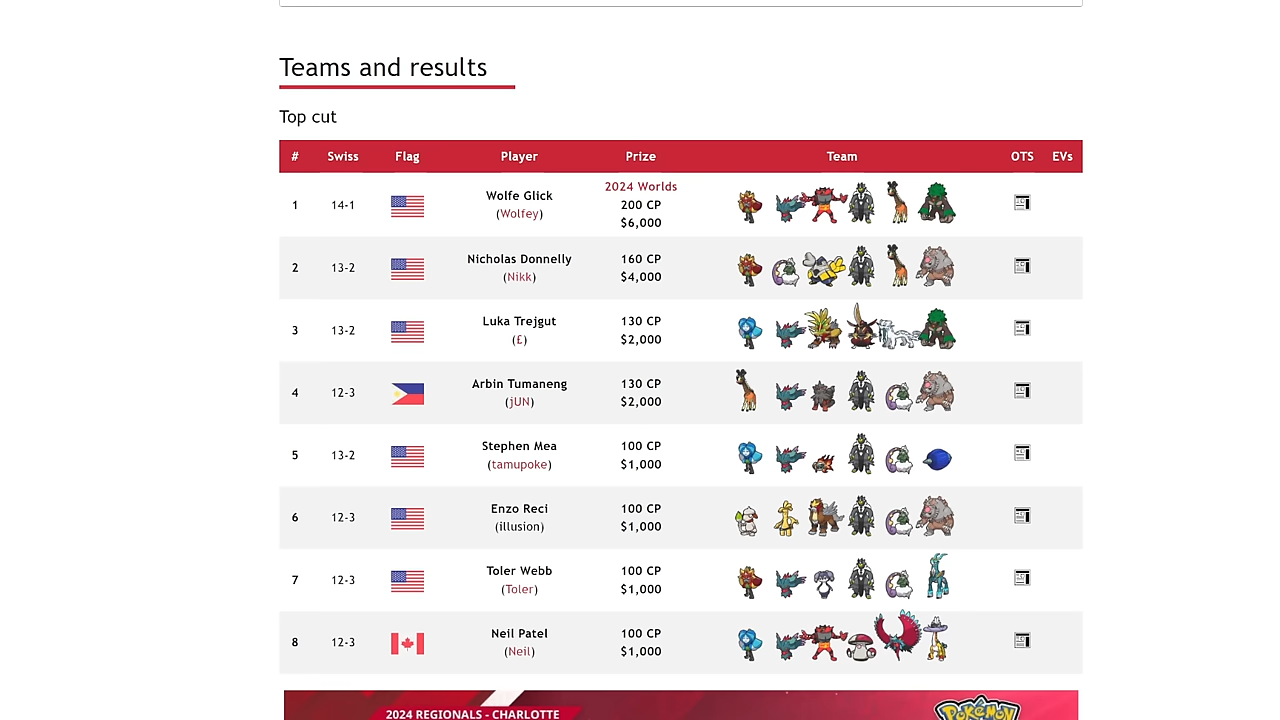 Teams and results
Top cut
# Swiss Flag Player Prize Team OTS EVs
1 14-1 Wolfe Glick (Wolfey) 2024 Worlds 200 CP $6,000
2 13-2 Nicholas Donnelly (Nikk) 160 CP $4,000
3 13-2 Luka Trejgut (£) 130 CP $2,000
4 12-3 Arbin Tumaneng (jUN) 130 CP $2,000
5 13-2 Stephen Mea (tamupoke) 100 CP $1,000
6 12-3 Enzo Reci (illusion) 100 CP $1,000
7 12-3 Toler Webb (Toler) 100 CP $1,000
8 12-3 Neil Patel (Neil) 100 CP $1,000
2024 REGIONALS - CHARLOTTE
POKÉMON